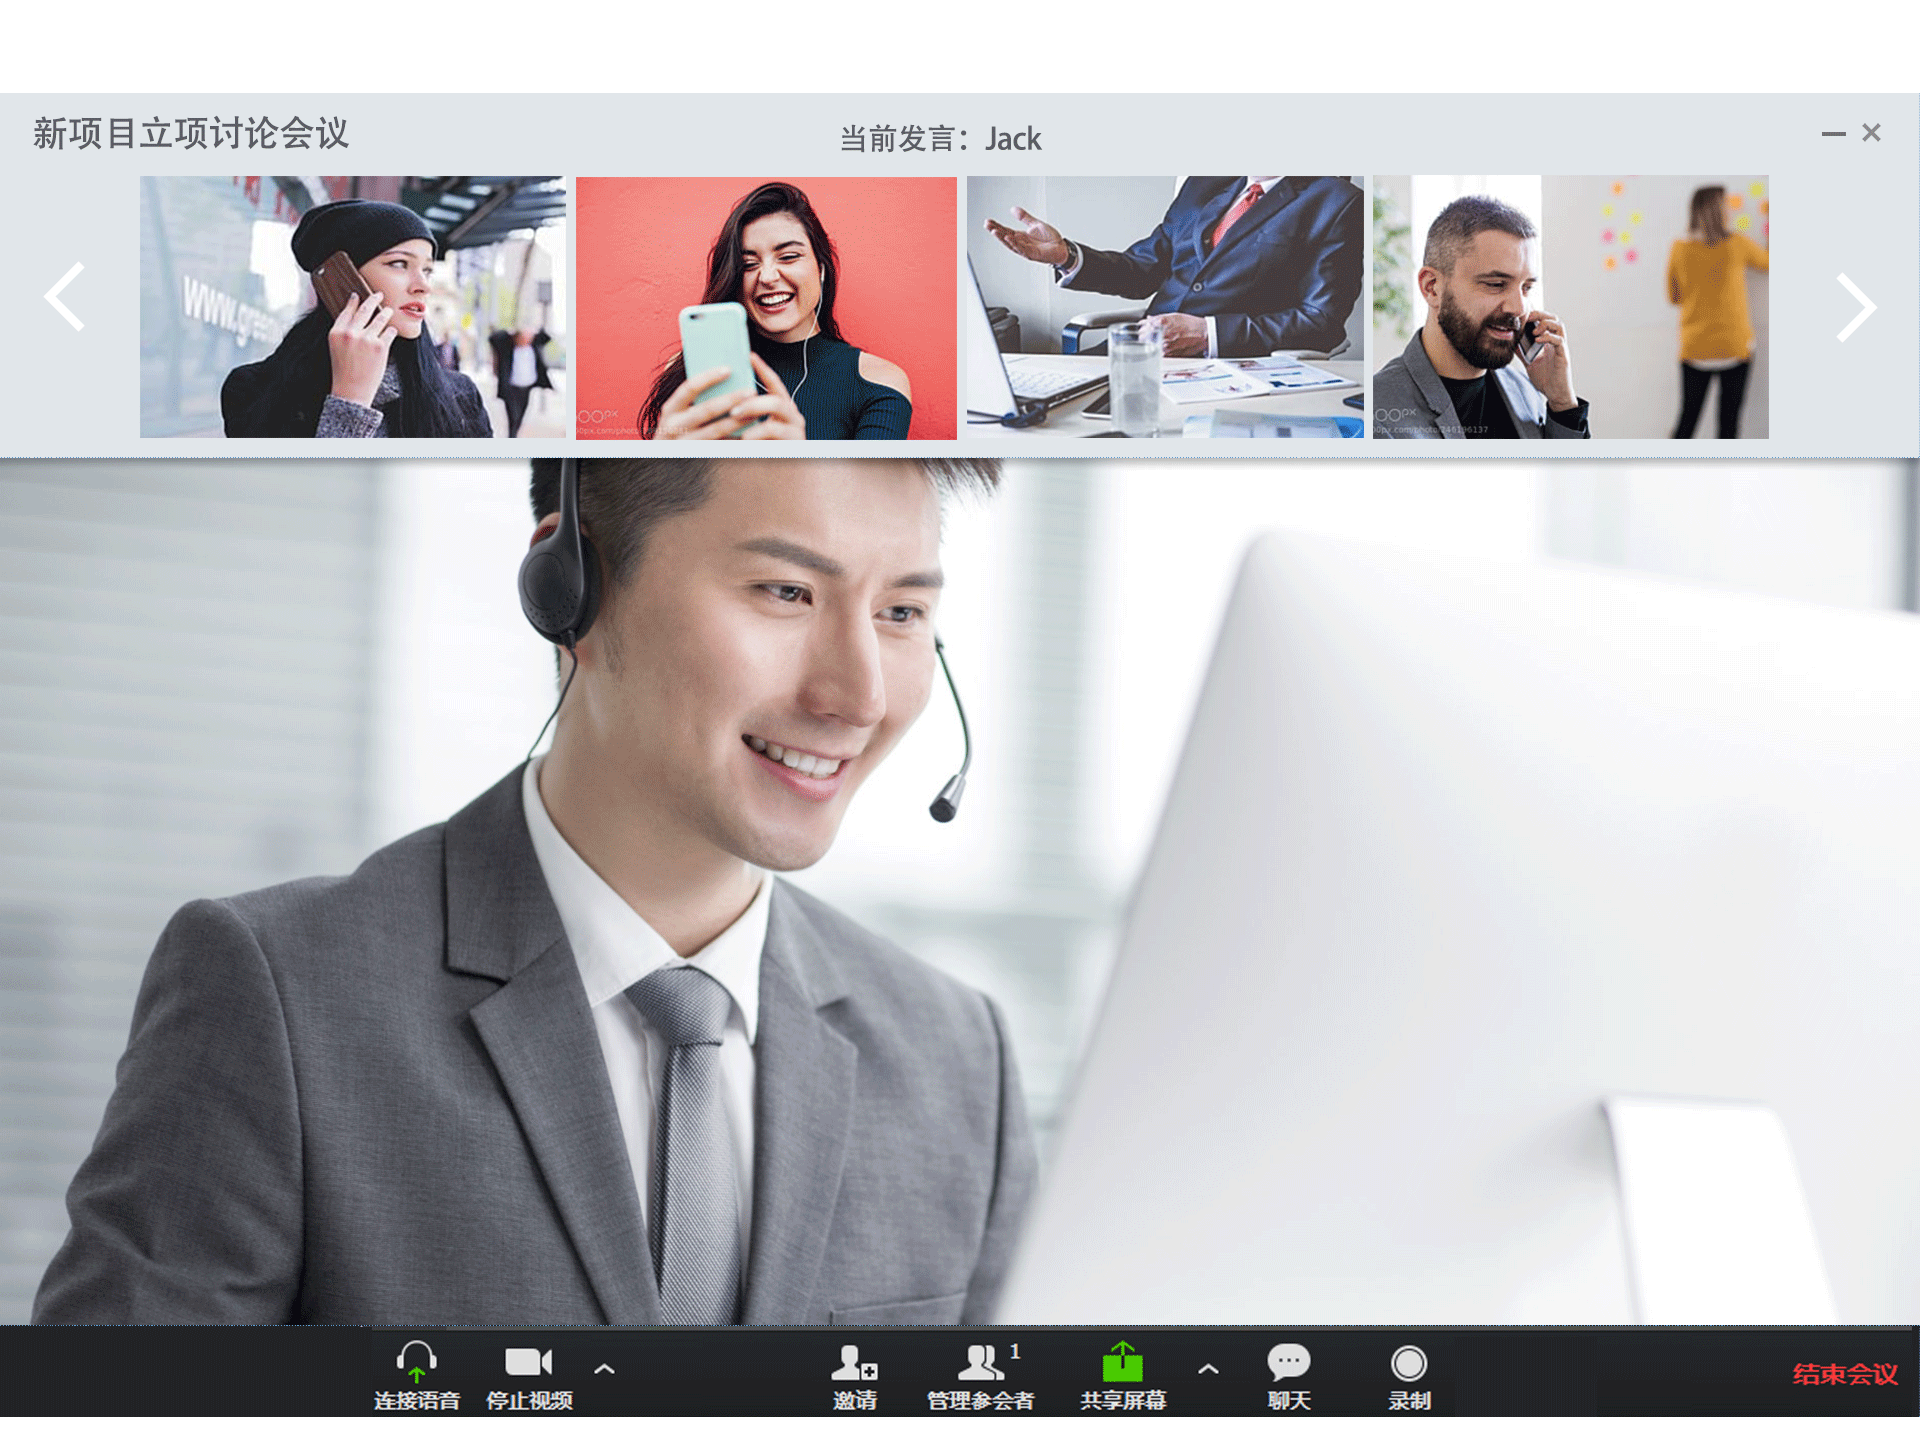 新项目立项讨论会议
当前发言：Jack
www.green
连接语音
停止视频
邀请
1
管理参会者
共享屏幕
聊天
录制
结束会议